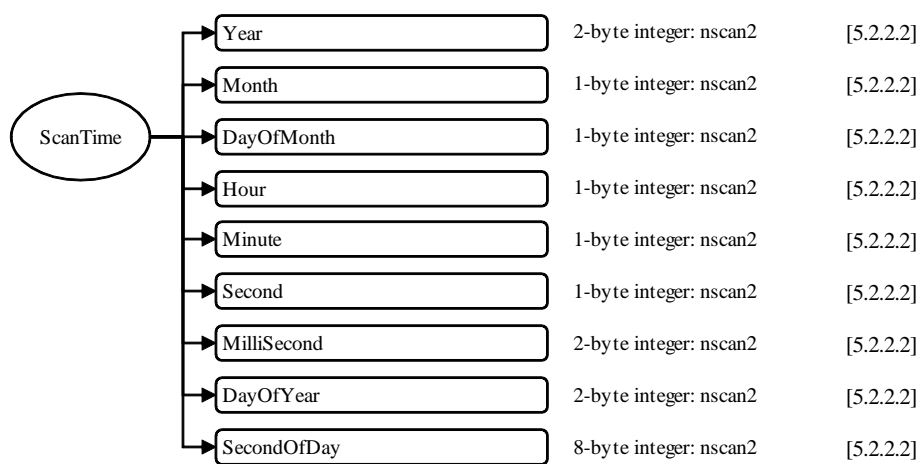 Year 2-byte integer: nscan2 [5.2.2.2]
Month 1-byte integer: nscan2 [5.2.2.2]
ScanTime
DayOfMonth 1-byte integer: nscan2 [5.2.2.2]
Hour 1-byte integer: nscan2 [5.2.2.2]
Minute 1-byte integer: nscan2 [5.2.2.2]
Second 1-byte integer: nscan2 [5.2.2.2]
MilliSecond 2-byte integer: nscan2 [5.2.2.2]
DayOfYear 2-byte integer: nscan2 [5.2.2.2]
SecondOfDay 8-byte integer: nscan2 [5.2.2.2]